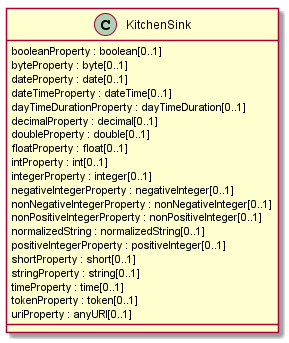 C KitchenSink
booleanProperty : boolean[0..1]
byteProperty : byte[0..1]
dateProperty : date[0..1]
dateTimeProperty : dateTime[0..1]
dayTimeDurationProperty : dayTimeDuration[0..1]
decimalProperty : decimal[0..1]
doubleProperty : double[0..1]
floatProperty : float[0..1]
intProperty : int[0..1]
integerProperty : integer[0..1]
negativeIntegerProperty : negativeInteger[0..1]
nonNegativeIntegerProperty : nonNegativeInteger[0..1]
nonPositiveIntegerProperty : nonPositiveInteger[0..1]
normalizedString : normalizedString[0..1]
positiveIntegerProperty : positiveInteger[0..1]
shortProperty : short[0..1]
stringProperty : string[0..1]
timeProperty : time[0..1]
tokenProperty : token[0..1]
uriProperty : anyURI[0..1]